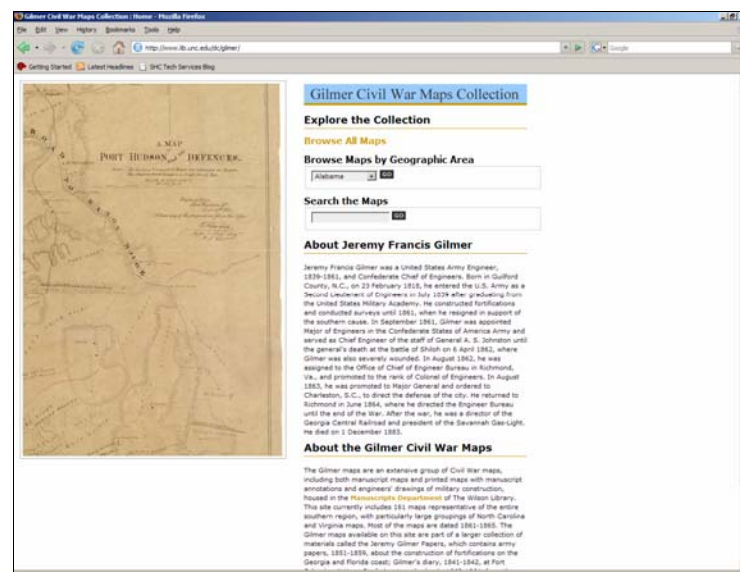 Gilmer Civil War Maps Collection : Home - Mozilla Firefox
File Edit View History Bookmarks Tools Help
http://www.lib.unc.edu/dc/gilmer/
Google
Getting Started Latest Headlines SHC Tech Services Blog
A MAP
PORT HUDSON and its DEFENCES.
Gilmer Civil War Maps Collection
Explore the Collection
Browse All Maps
Browse Maps by Geographic Area
Alabama GO
Search the Maps
GO
About Jeremy Francis Gilmer
Jeremy Francis Gilmer was a United States Army Engineer,
1839-1861, and Confederate Chief of Engineers. Born in Guilford
County, N.C., on 23 February 1818, he entered the U.S. Army as a
Second Lieutenant of Engineers in July 1839 after graduating from
the United States Military Academy. He constructed fortifications
and conducted surveys until 1861, when he resigned in support of
the southern cause. In September 1861, Gilmer was appointed
Major of Engineers in the Confederate States of America Army and
served as Chief Engineer of the staff of General A. S. Johnston until
the general's death at the battle of Shiloh on 6 April 1862, where
Gilmer was also severely wounded. In August 1862, he was
assigned to the Office of Chief of Engineer Bureau in Richmond,
Va., and promoted to the rank of Colonel of Engineers. In August
1863, he was promoted to Major General and ordered to
Charleston, S.C., to direct the defense of the city. He returned to
Richmond in June 1864, where he directed the Engineer Bureau
until the end of the War. After the war, he was a director of the
Georgia Central Railroad and president of the Savannah Gas-Light.
He died on 1 December 1883.
About the Gilmer Civil War Maps
The Gilmer maps are an extensive group of Civil War maps,
including both manuscript maps and printed maps with manuscript
annotations and engineers' drawings of military construction,
housed in the Manuscripts Department of The Wilson Library.
This site currently includes 161 maps representative of the entire
southern region, with particularly large groupings of North Carolina
and Virginia maps. Most of the maps are dated 1861-1865. The
Gilmer maps available on this site are part of a larger collection of
materials called the Jeremy Gilmer Papers, which contains army
papers, 1851-1859, about the construction of fortifications on the
Georgia and Florida coast; Gilmer's diary, 1841-1842, at Fort